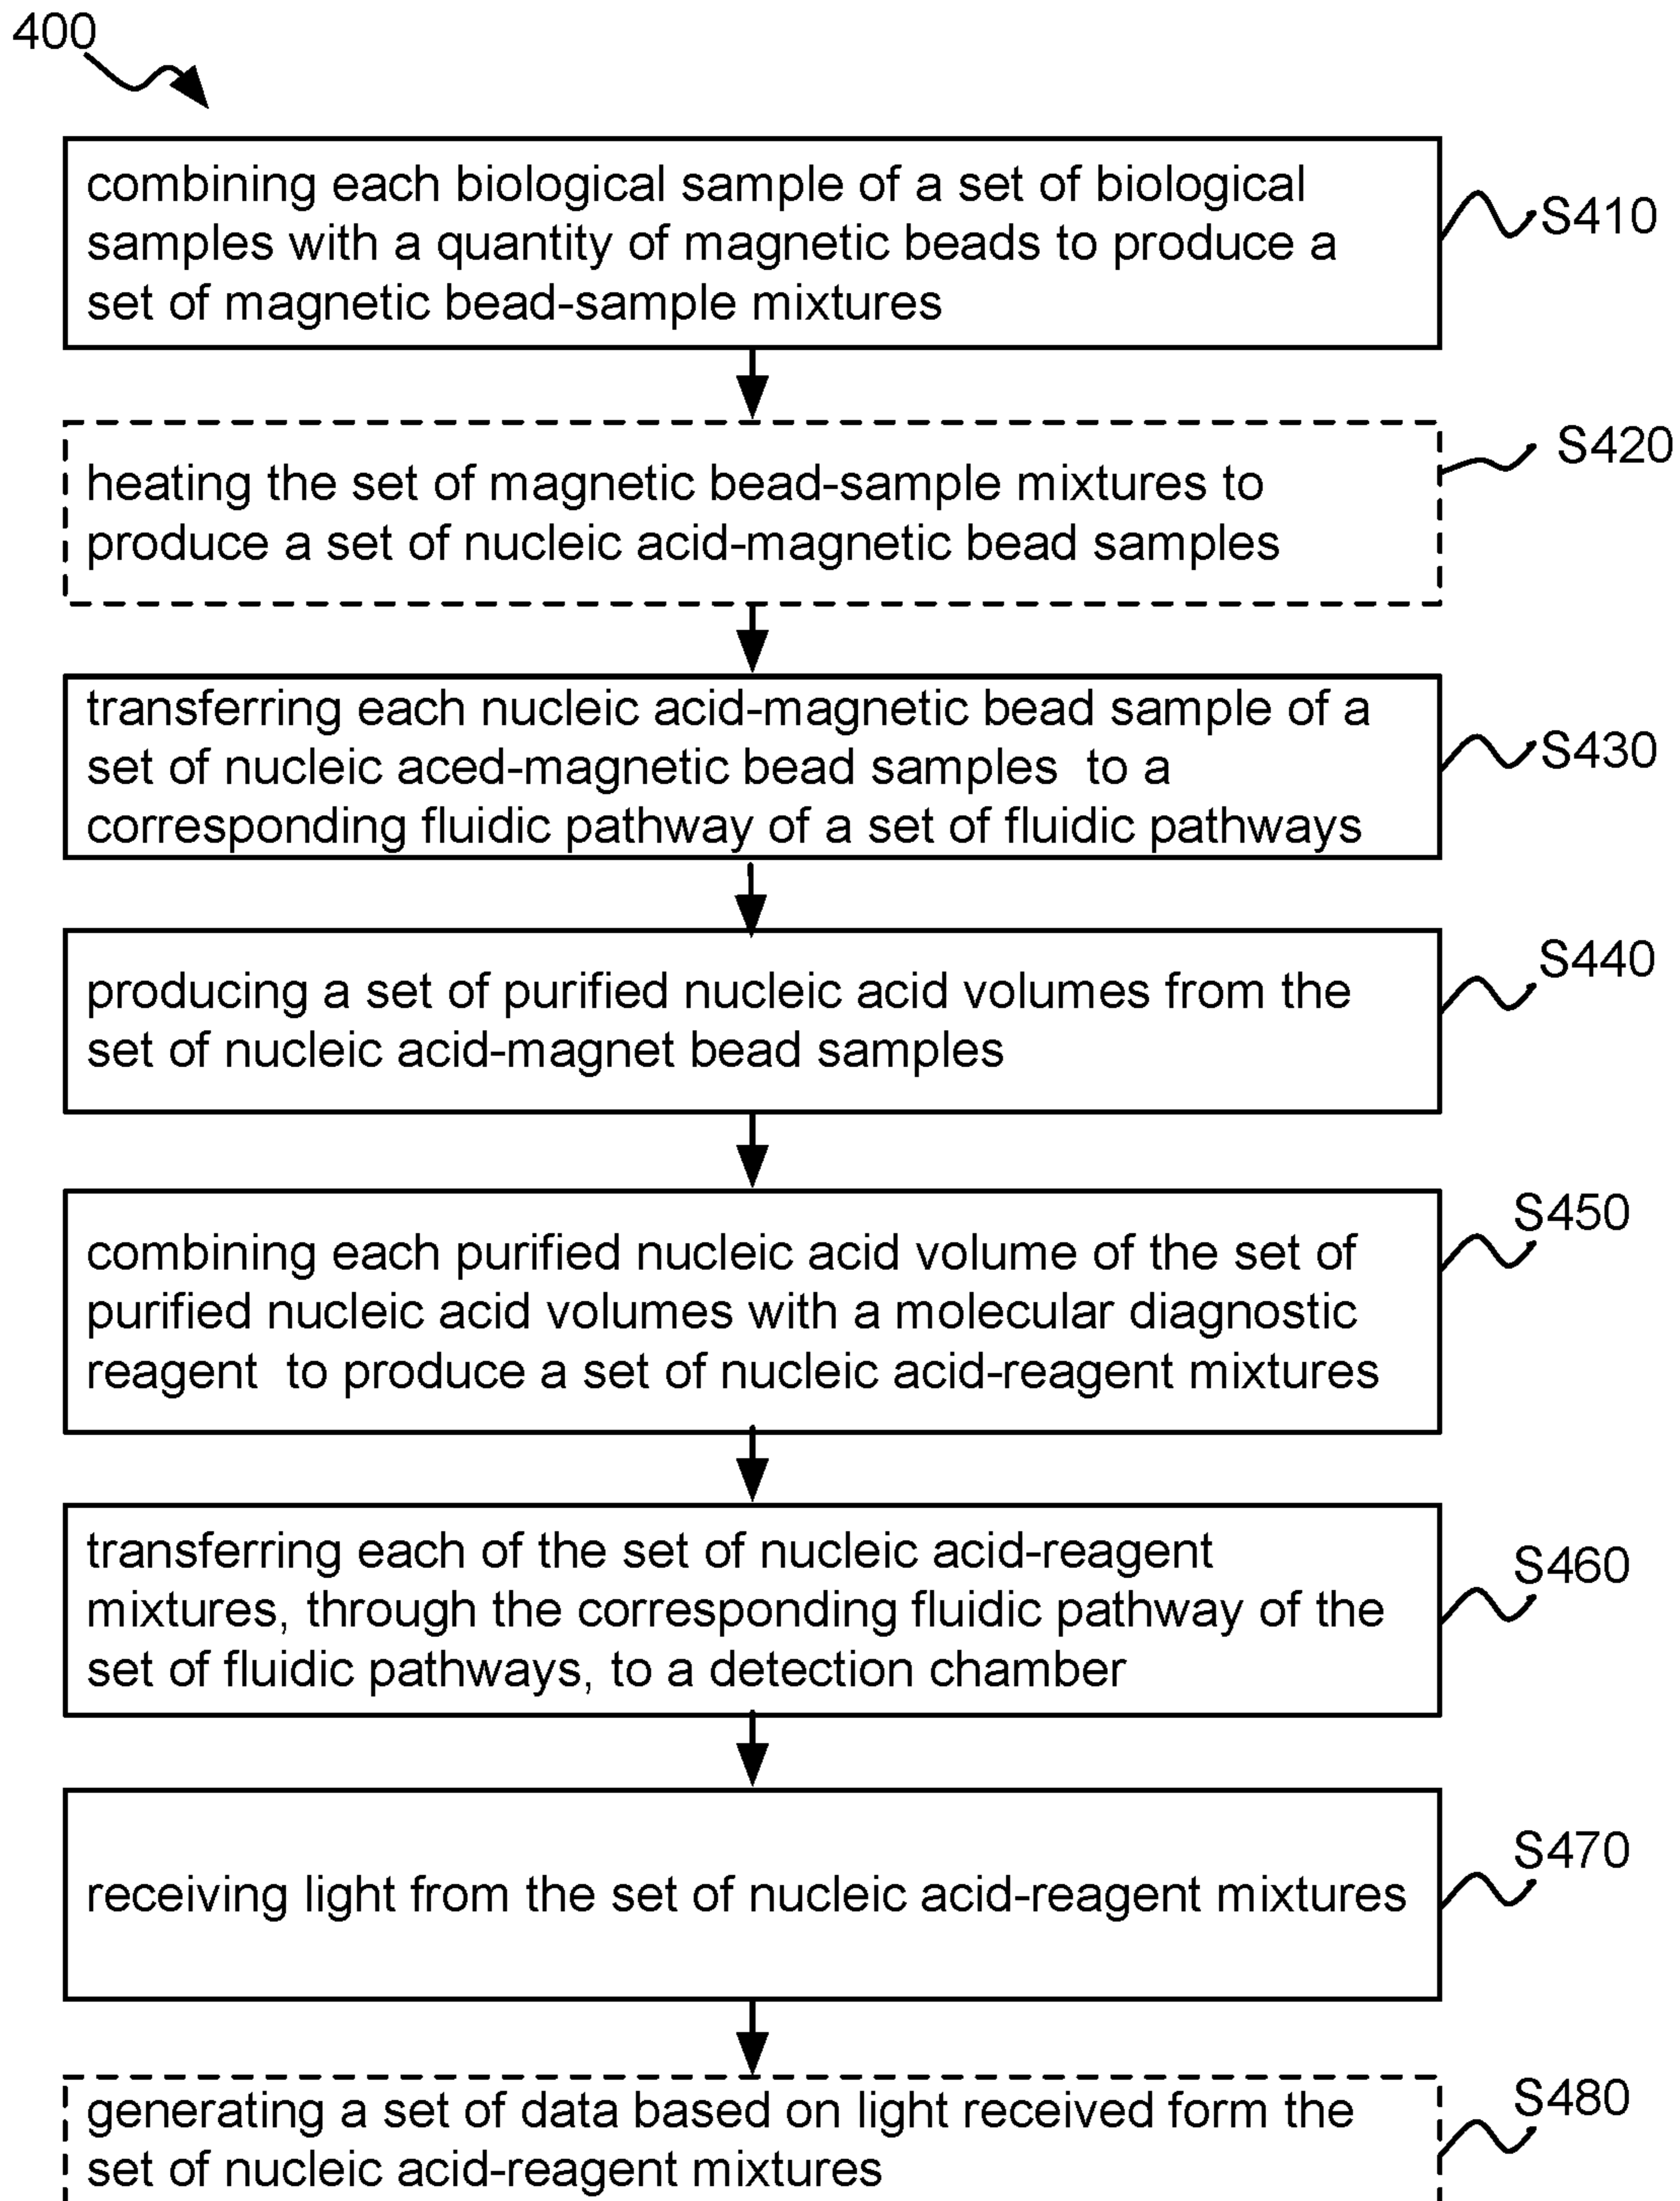 400
combining each biological sample of a set of biological
samples with a quantity of magnetic beads to produce a
set of magnetic bead-sample mixtures
S410
heating the set of magnetic bead-sample mixtures to
produce a set of nucleic acid-magnetic bead samples
S420
transferring each nucleic acid-magnetic bead sample of a
set of nucleic aced-magnetic bead samples to a
corresponding fluidic pathway of a set of fluidic pathways
S430
producing a set of purified nucleic acid volumes from the
set of nucleic acid-magnet bead samples
S440
combining each purified nucleic acid volume of the set of
purified nucleic acid volumes with a molecular diagnostic
reagent to produce a set of nucleic acid-reagent mixtures
S450
transferring each of the set of nucleic acid-reagent
mixtures, through the corresponding fluidic pathway of the
set of fluidic pathways, to a detection chamber
S460
receiving light from the set of nucleic acid-reagent mixtures
S470
generating a set of data based on light received form the
set of nucleic acid-reagent mixtures
S480